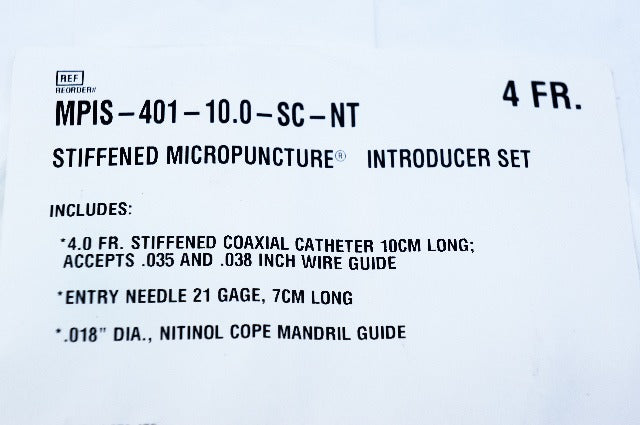 REF
REORDER#
MPIS-401-10.0-SC-NT
4 FR.
STIFFENED MICROPUNCTURE® INTRODUCER SET
INCLUDES:
*4.0 FR. STIFFENED COAXIAL CATHETER 10CM LONG;
ACCEPTS .035 AND .038 INCH WIRE GUIDE
*ENTRY NEEDLE 21 GAGE, 7CM LONG
*.018" DIA., NITINOL COPE MANDRIL GUIDE